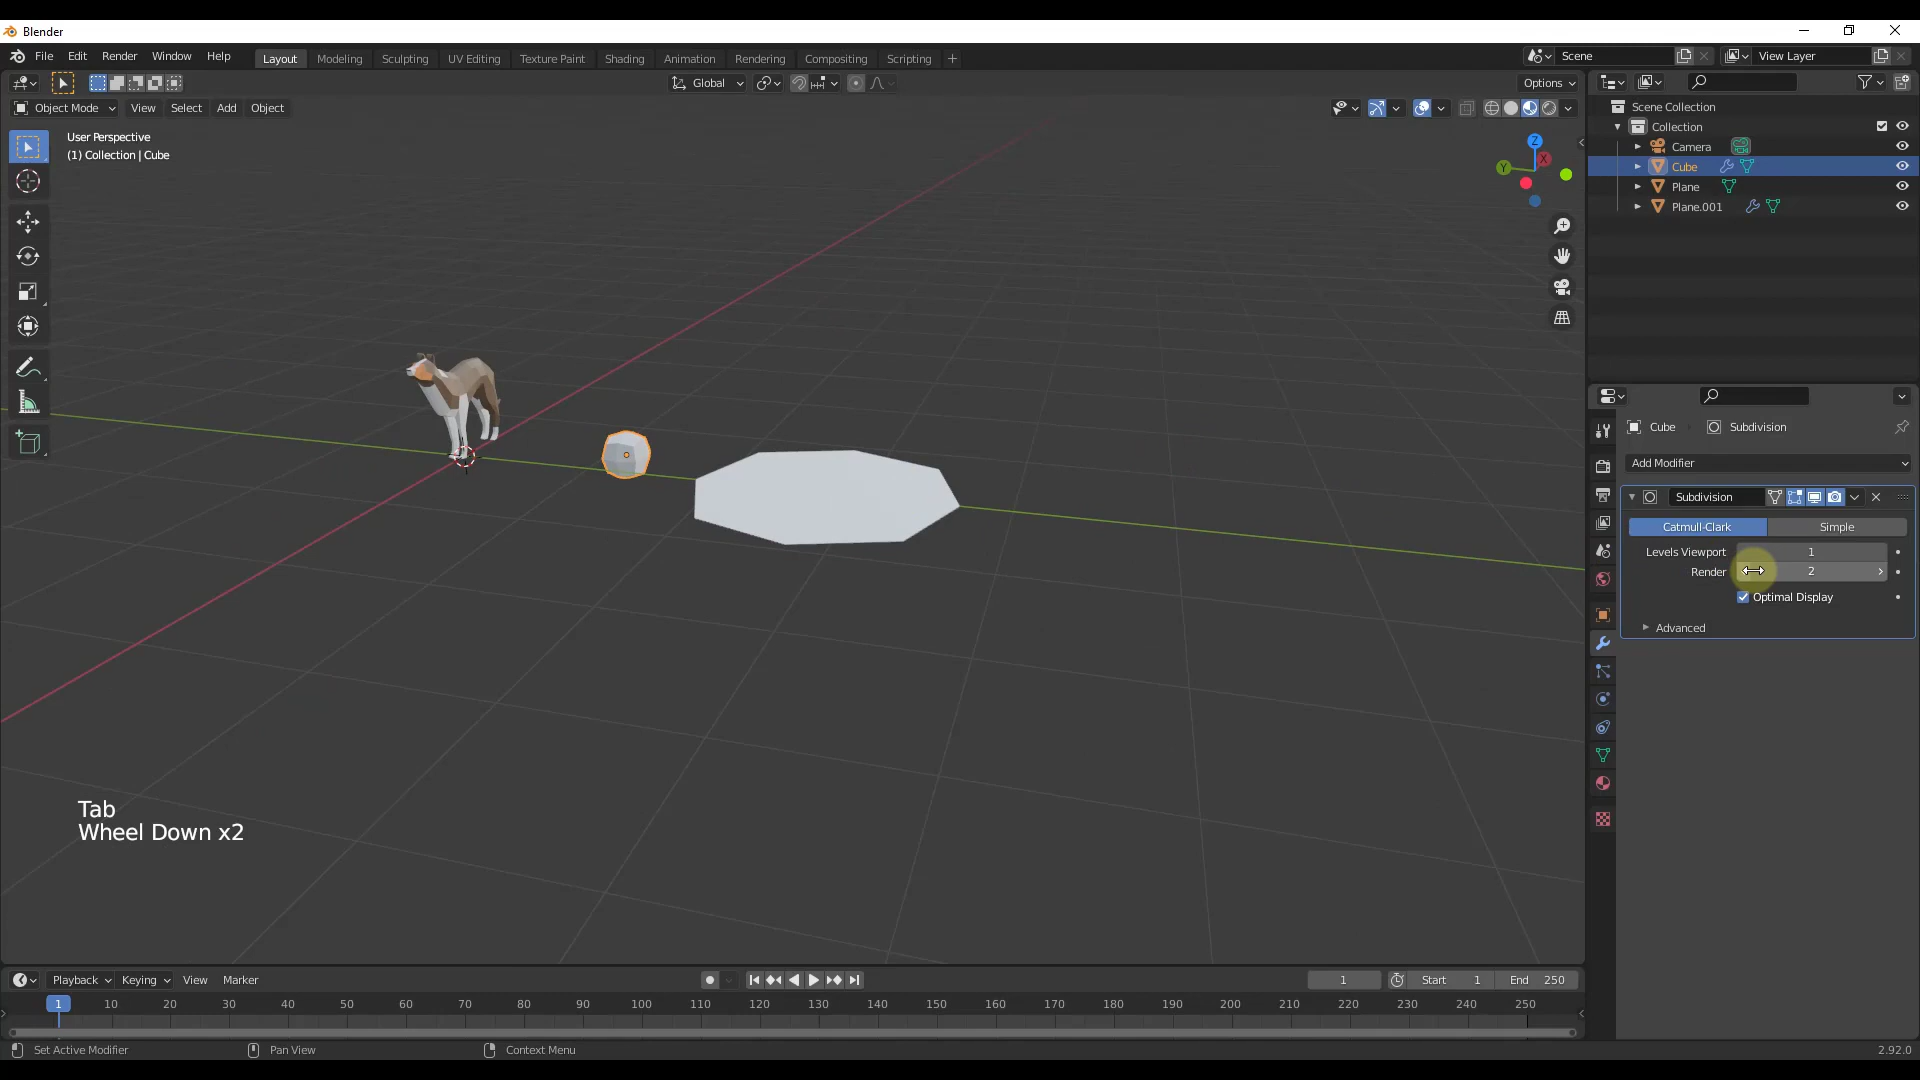 Blender
File Edit Render Window Help Layout Modeling Sculpting UV Editing Texture Paint Shading Animation Rendering Compositing Scripting + Scene View Layer
Global Options
Object Mode View Select Add Object
User Perspective
(1) Collection | Cube
Z
X
Y
Scene Collection
Collection
Camera
Cube
Plane
Plane.001
Cube Subdivision
Add Modifier
Subdivision
Catmull-Clark Simple
Levels Viewport 1
Render 2
Optimal Display
Advanced
Tab
Wheel Down x2
Playback Keying View Marker 1 Start 1 End 250
1 10 20 30 40 50 60 70 80 90 100 110 120 130 140 150 160 170 180 190 200 210 220 230 240 250
Set Active Modifier Pan View Context Menu 2.92.0